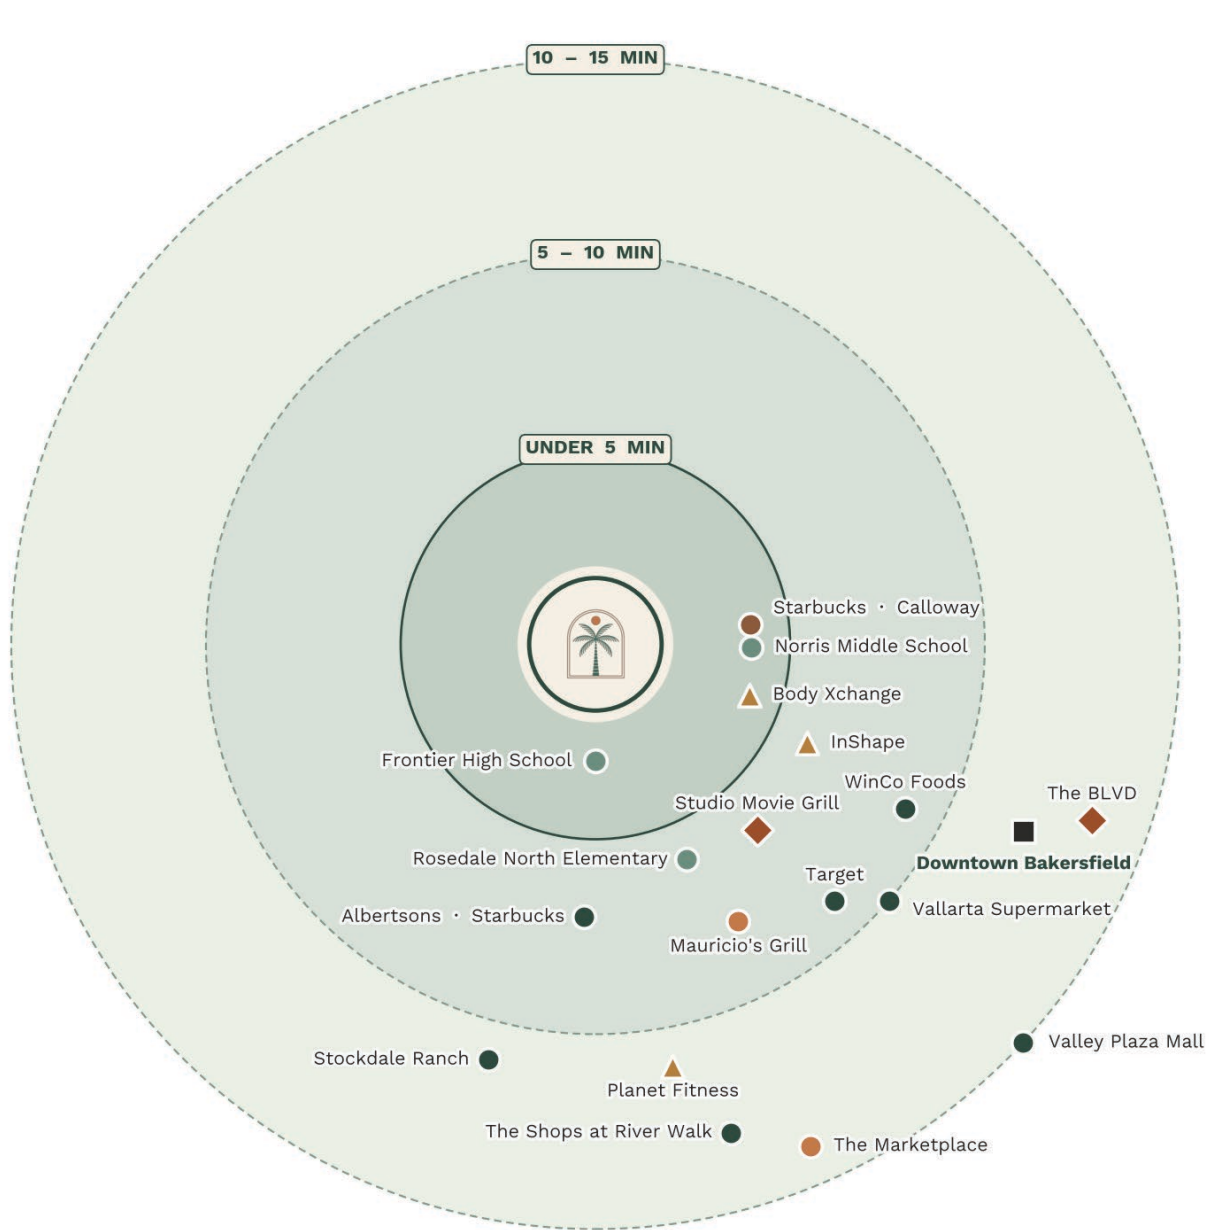 10 – 15 MIN
5 – 10 MIN
UNDER 5 MIN
Starbucks · Calloway
Norris Middle School
Body Xchange
InShape
Frontier High School
WinCo Foods
The BLVD
Studio Movie Grill
Rosedale North Elementary
Downtown Bakersfield
Target
Vallarta Supermarket
Albertsons · Starbucks
Mauricio's Grill
Valley Plaza Mall
Stockdale Ranch
Planet Fitness
The Shops at River Walk
The Marketplace